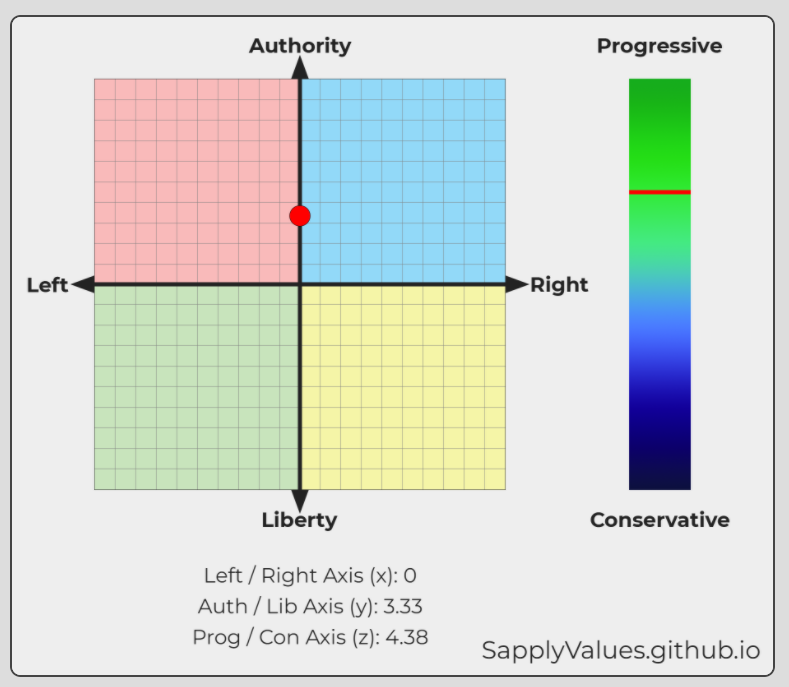 Authority
Progressive
Left
Right
Liberty
Conservative
Left / Right Axis (x): 0
Auth / Lib Axis (y): 3.33
Prog / Con Axis (z): 4.38
SapplyValues.github.io